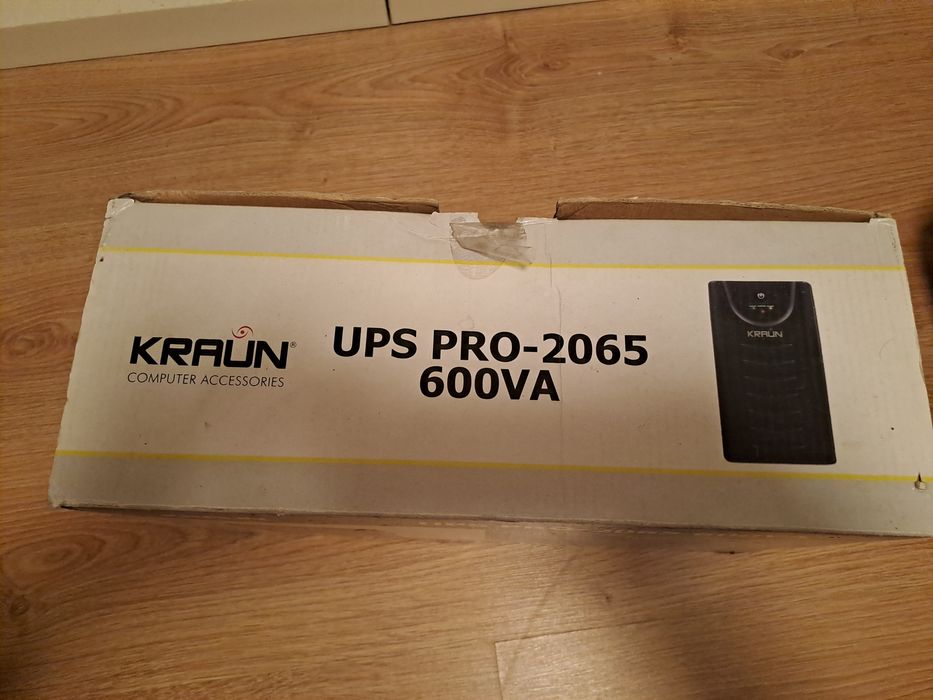 KRAUN®
COMPUTER ACCESSORIES
UPS PRO-2065
600VA
KRAUN